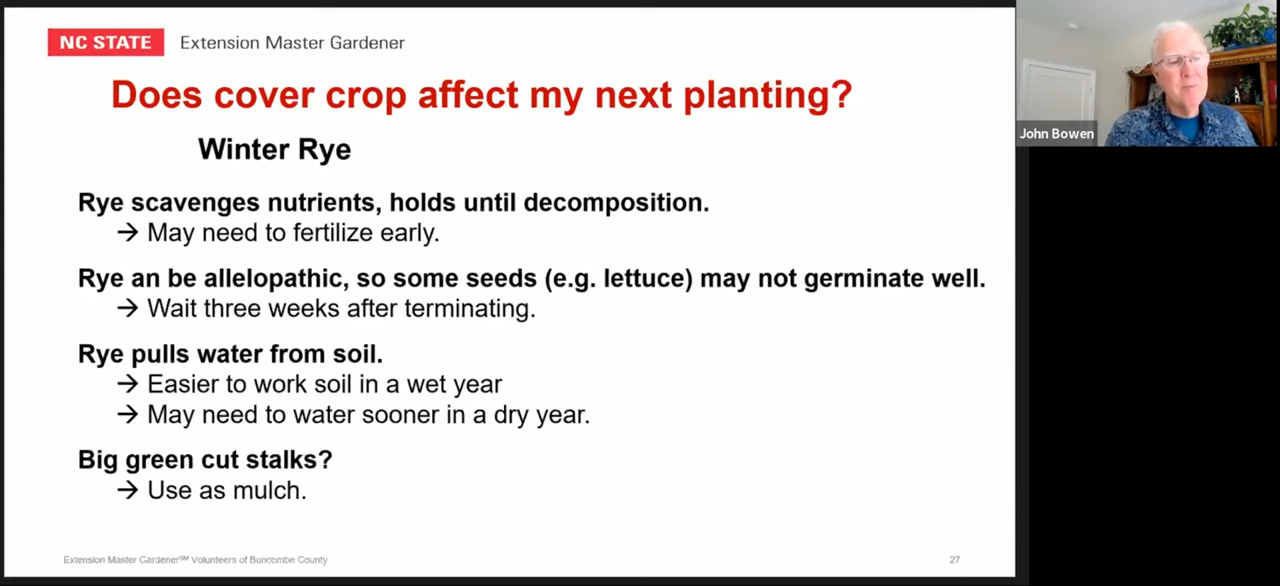 NC STATE Extension Master Gardener
Does cover crop affect my next planting?
Winter Rye
Rye scavenges nutrients, holds until decomposition.
→ May need to fertilize early.
Rye an be allelopathic, so some seeds (e.g. lettuce) may not germinate well.
→ Wait three weeks after terminating.
Rye pulls water from soil.
→ Easier to work soil in a wet year
→ May need to water sooner in a dry year.
Big green cut stalks?
→ Use as mulch.
Extension Master Gardener℠ Volunteers of Buncombe County
27
John Bowen